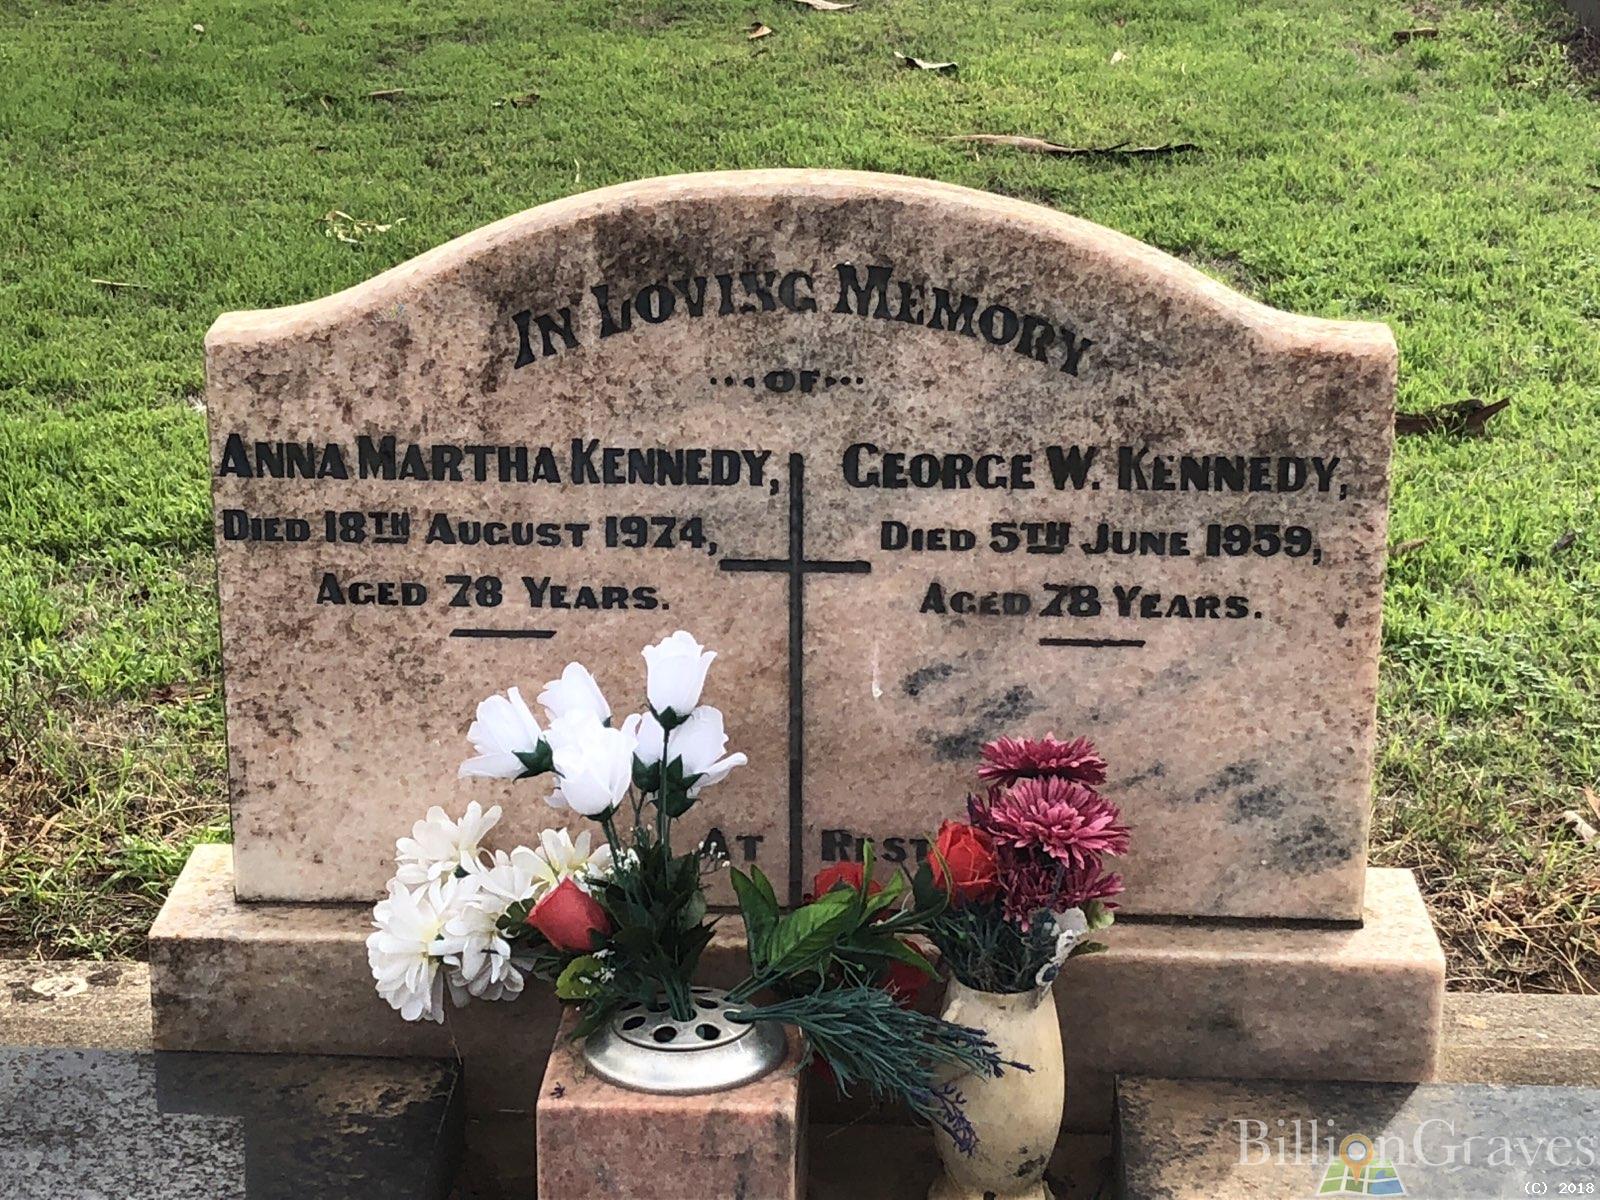 IN LOVING MEMORY
...OF...
ANNA MARTHA KENNEDY,
DIED 18TH AUGUST 1974,
AGED 78 YEARS.
GEORGE W. KENNEDY,
DIED 5TH JUNE 1959,
AGED 78 YEARS.
AT REST
BillionGraves
(C) 2018